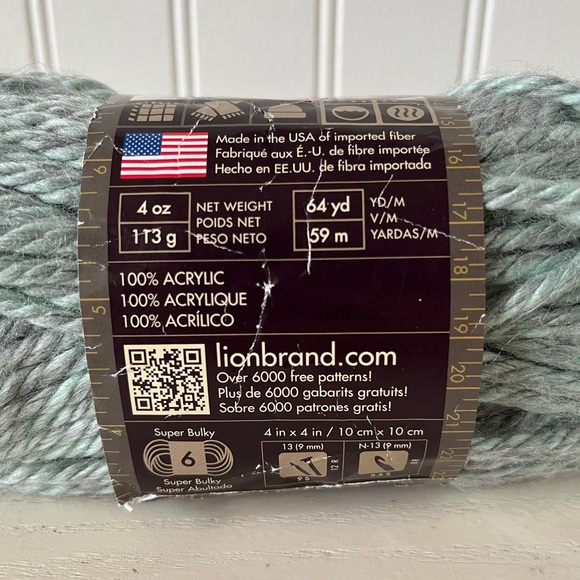 Made in the USA of imported fiber
Fabriqué aux É.-U. de fibre importée
Hecho en EE.UU. de fibra importada
4 oz NET WEIGHT 64 yd YD/M
POIDS NET V/M
113 g PESO NETO 59 m YARDAS/M
100% ACRYLIC
100% ACRYLIQUE
100% ACRÍLICO
lionbrand.com
Over 6000 free patterns!
Plus de 6000 gabarits gratuits!
Sobre 6000 patrones gratis!
Super Bulky 4 in x 4 in / 10 cm x 10 cm
13 (9 mm) N-13 (9 mm)
6 12 R
9 S
Super Bulky
Super Abultado
6
5
4
15
16
17
18
19
20
21